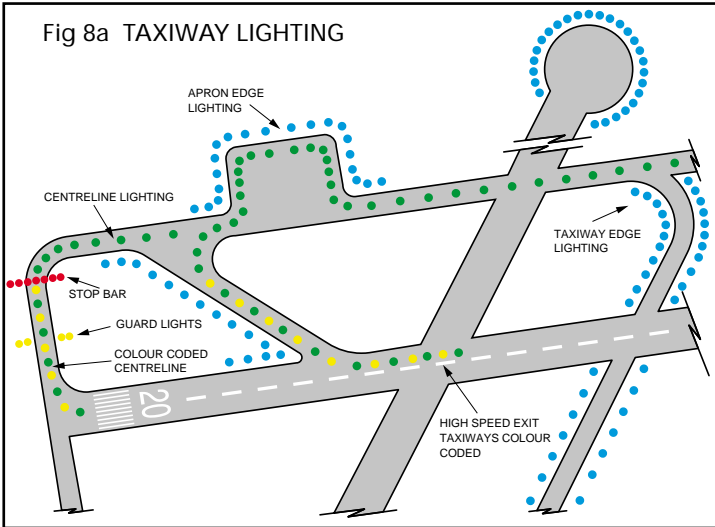 Fig 8a TAXIWAY LIGHTING
APRON EDGE
LIGHTING
CENTRELINE LIGHTING
TAXIWAY EDGE
LIGHTING
STOP BAR
GUARD LIGHTS
COLOUR CODED
CENTRELINE
20
HIGH SPEED EXIT
TAXIWAYS COLOUR
CODED